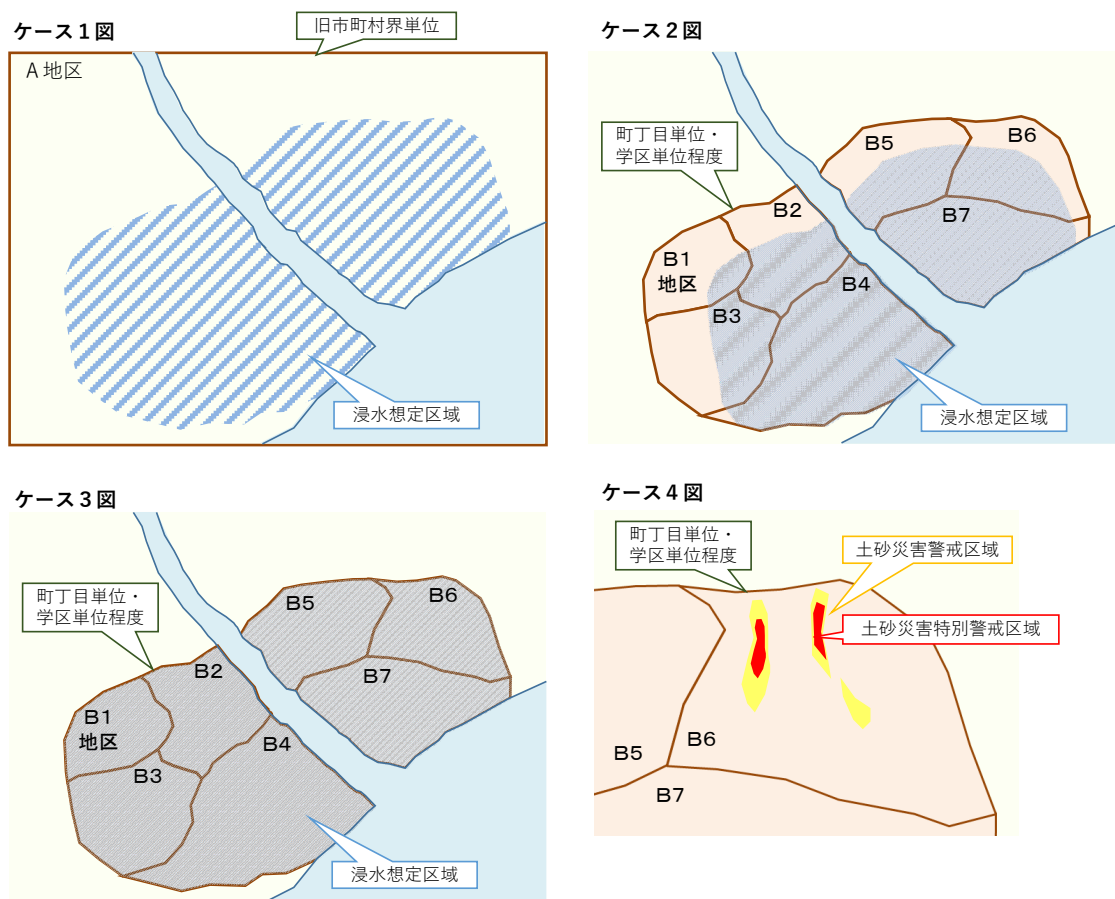 ケース1図
旧市町村界単位
A地区
浸水想定区域
ケース2図
町丁目単位・
学区単位程度
B5
B6
B2
B7
B1
地区
B4
B3
浸水想定区域
ケース3図
町丁目単位・
学区単位程度
B5
B6
B2
B7
B1
地区
B4
B3
浸水想定区域
ケース4図
町丁目単位・
学区単位程度
土砂災害警戒区域
土砂災害特別警戒区域
B5
B6
B7